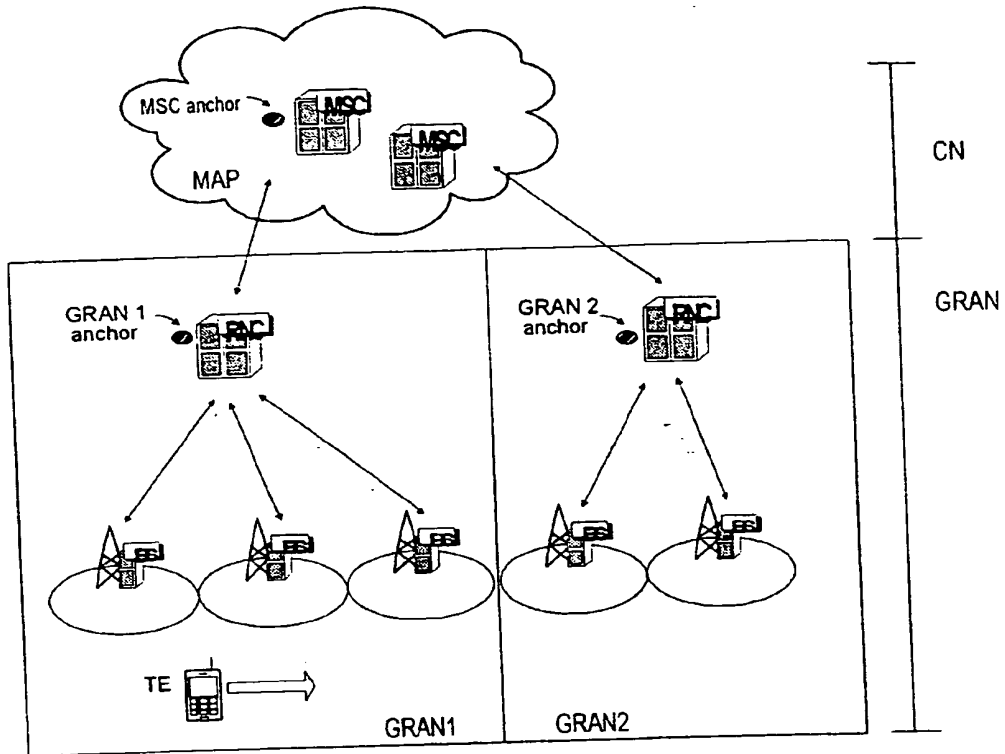 MSC anchor
MSC
MSC
MAP
CN
GRAN 1
anchor
RNC
GRAN 2
anchor
RNC
GRAN
BS
BS
BS
BS
BS
TE
GRAN1
GRAN2